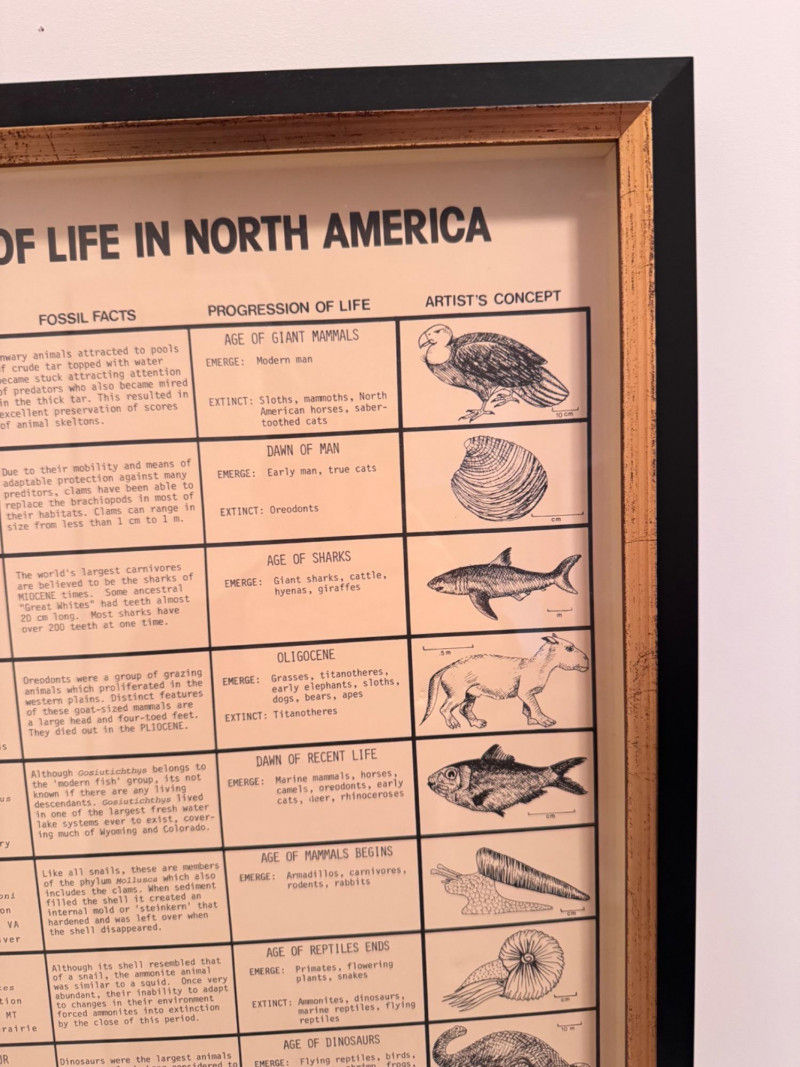 OF LIFE IN NORTH AMERICA
FOSSIL FACTS
PROGRESSION OF LIFE
ARTIST'S CONCEPT
nwary animals attracted to pools
f crude tar topped with water
ecame stuck attracting attention
of predators who also became mired
in the thick tar. This resulted in
excellent preservation of scores
of animal skeltons.
AGE OF GIANT MAMMALS
EMERGE: Modern man
EXTINCT: Sloths, mammoths, North
American horses, saber-
toothed cats
10 cm
Due to their mobility and means of
adaptable protection against many
preditors, clams have been able to
replace the brachiopods in most of
their habitats. Clams can range in
size from less than 1 cm to 1 m.
DAWN OF MAN
EMERGE: Early man, true cats
EXTINCT: Oreodonts
cm
The world's largest carnivores
are believed to be the sharks of
MIOCENE times. Some ancestral
"Great Whites" had teeth almost
20 cm long. Most sharks have
over 200 teeth at one time.
AGE OF SHARKS
EMERGE: Giant sharks, cattle,
hyenas, giraffes
m
s
Oreodonts were a group of grazing
animals which proliferated in the
western plains. Distinct features
of these goat-sized mammals are
a large head and four-toed feet.
They died out in the PLIOCENE.
OLIGOCENE
EMERGE: Grasses, titanotheres,
early elephants, sloths,
dogs, bears, apes
EXTINCT: Titanotheres
.5 m
us
ry
Although Gosiutichthys belongs to
the 'modern fish' group, its not
known if there are any living
descendants. Gosiutichthys lived
in one of the largest fresh water
lake systems ever to exist, cover-
ing much of Wyoming and Colorado.
DAWN OF RECENT LIFE
EMERGE: Marine mammals, horses,
camels, oreodonts, early
cats, deer, rhinoceroses
cm
oni
on
VA
iver
Like all snails, these are members
of the phylum Mollusca which also
includes the clams. When sediment
filled the shell it created an
internal mold or 'steinkern' that
hardened and was left over when
the shell disappeared.
AGE OF MAMMALS BEGINS
EMERGE: Armadillos, carnivores,
rodents, rabbits
cm
ces
tion
MT
rairie
Although its shell resembled that
of a snail, the ammonite animal
was similar to a squid. Once very
abundant, their inability to adapt
to changes in their environment
forced ammonites into extinction
by the close of this period.
AGE OF REPTILES ENDS
EMERGE: Primates, flowering
plants, snakes
EXTINCT: Ammonites, dinosaurs,
marine reptiles, flying
reptiles
cm
UR
Dinosaurs were the largest animals
AGE OF DINOSAURS
EMERGE: Flying reptiles, birds,
frogs,
10 m